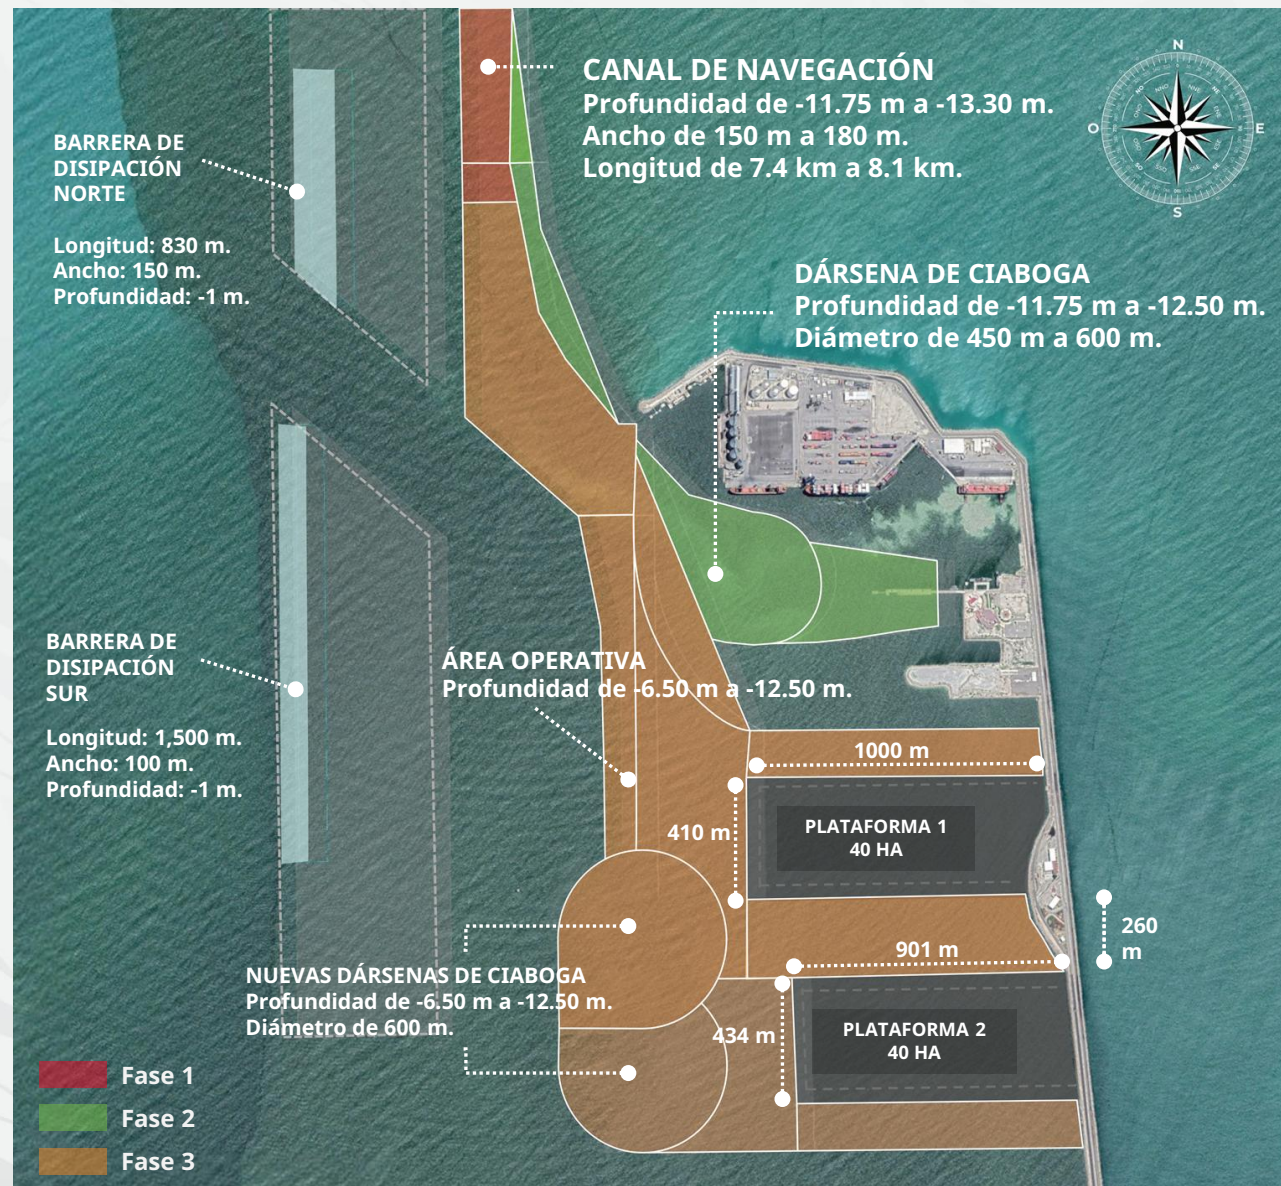 CANAL DE NAVEGACIÓN
Profundidad de -11.75 m a -13.30 m.
Ancho de 150 m a 180 m.
Longitud de 7.4 km a 8.1 km.
N
O
E
S
BARRERA DE
DISIPACIÓN
NORTE
Longitud: 830 m.
Ancho: 150 m.
Profundidad: -1 m.
DÁRSENA DE CIABOGA
Profundidad de -11.75 m a -12.50 m.
Diámetro de 450 m a 600 m.
BARRERA DE
DISIPACIÓN
SUR
Longitud: 1,500 m.
Ancho: 100 m.
Profundidad: -1 m.
ÁREA OPERATIVA
Profundidad de -6.50 m a -12.50 m.
1000 m
410 m
PLATAFORMA 1
40 HA
260
m
901 m
NUEVAS DÁRSENAS DE CIABOGA
Profundidad de -6.50 m a -12.50 m.
Diámetro de 600 m.
434 m
PLATAFORMA 2
40 HA
Fase 1
Fase 2
Fase 3